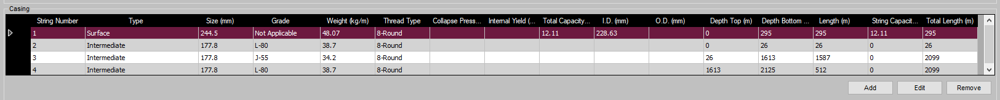 Casing
String Number Type Size (mm) Grade Weight (kg/m) Thread Type Collapse Press... Internal Yield (... Total Capacity... I.D. (mm) O.D. (mm) Depth Top (m) Depth Bottom ... Length (m) String Capacit... Total Length (m)
1 Surface 244.5 Not Applicable 48.07 8-Round 12.11 228.63 0 295 295 12.11 295
2 Intermediate 177.8 L-80 38.7 8-Round 0 26 26 0 26
3 Intermediate 177.8 J-55 34.2 8-Round 26 1613 1587 0 2099
4 Intermediate 177.8 L-80 38.7 8-Round 1613 2125 512 0 2099
Add Edit Remove